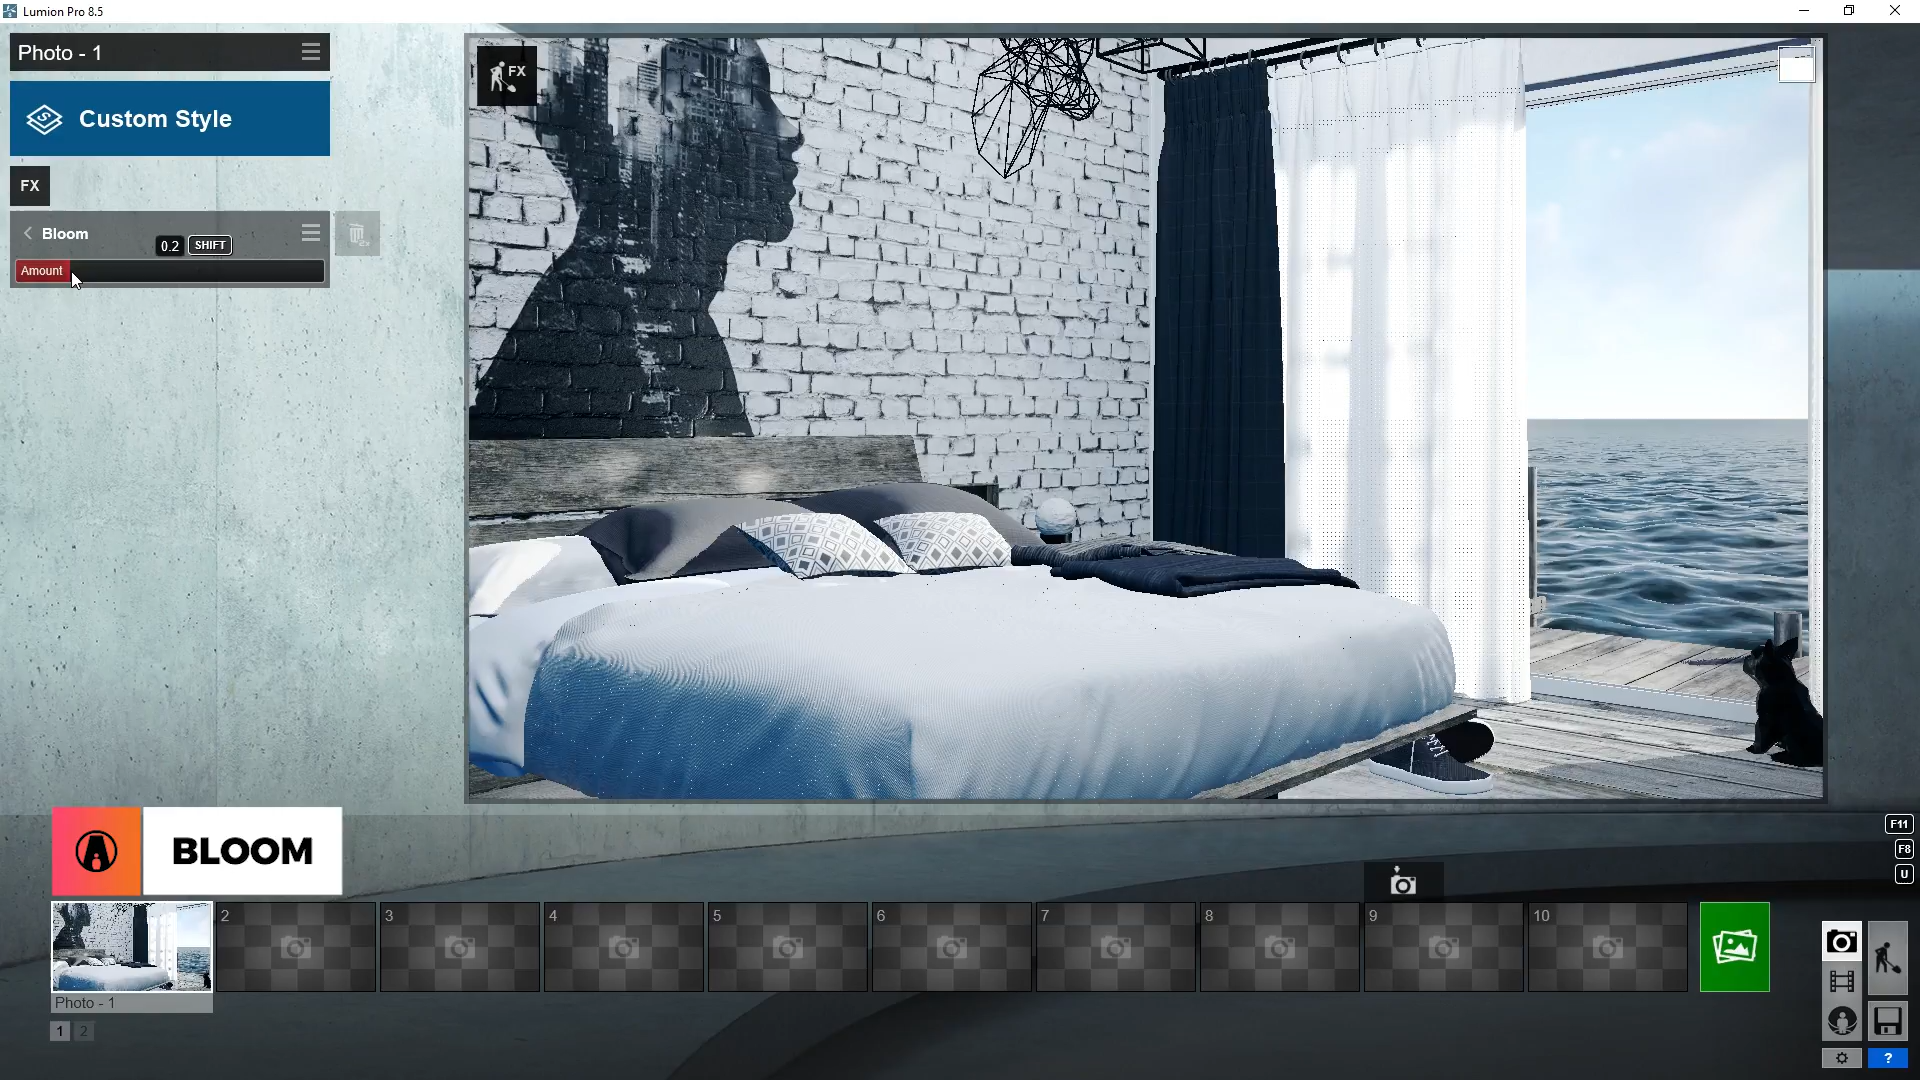 Lumion Pro 8.5
Photo - 1
Custom Style
FX
FX
Bloom
0.2 SHIFT
Amount
BLOOM
F11
F8
U
2 3 4 5 6 7 8 9 10
Photo - 1
1 2
?